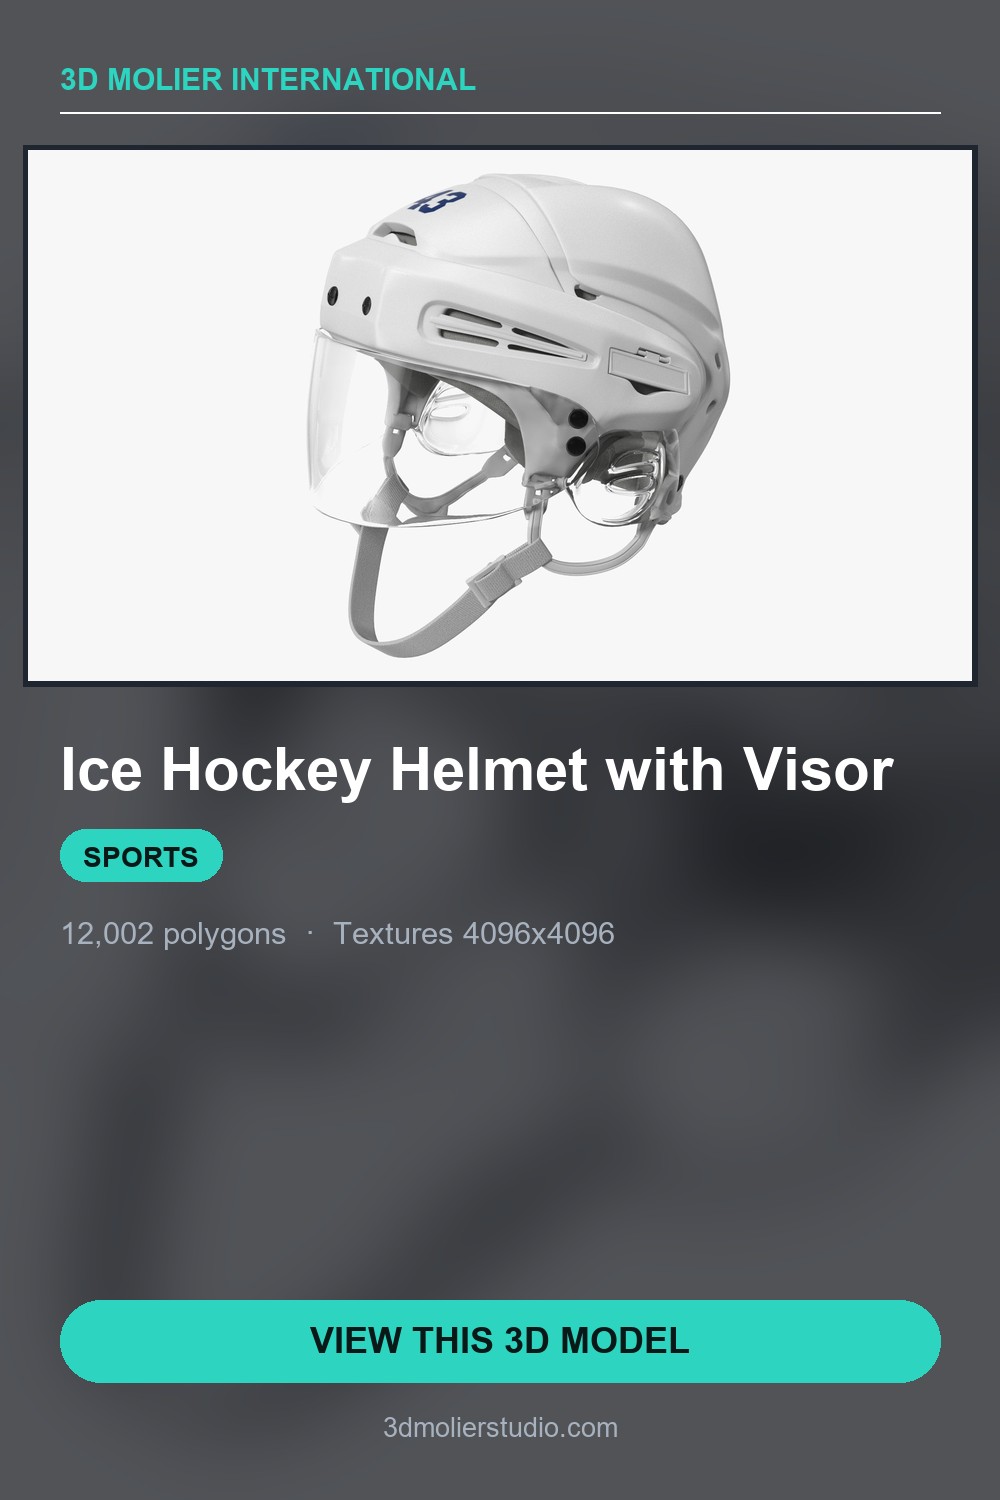 3D MOLIER INTERNATIONAL
43
Ice Hockey Helmet with Visor
SPORTS
12,002 polygons · Textures 4096x4096
VIEW THIS 3D MODEL
3dmolierstudio.com